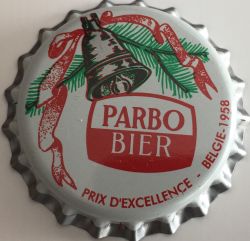 PARBO
BIER
PRIX D'EXCELLENCE - BELGIE-1958